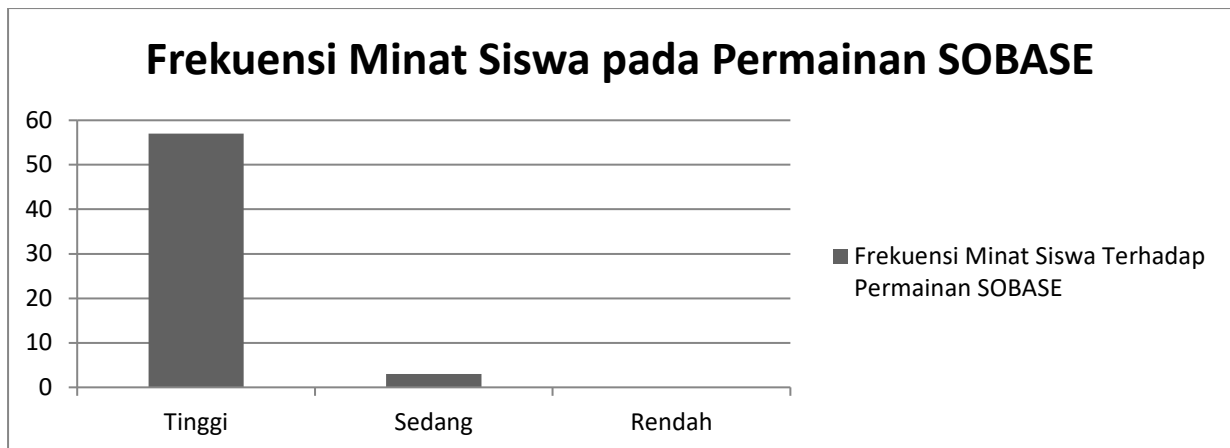 Frekuensi Minat Siswa pada Permainan SOBASE
60
50
40
30
20
10
0
Tinggi
Sedang
Rendah
Frekuensi Minat Siswa Terhadap
Permainan SOBASE